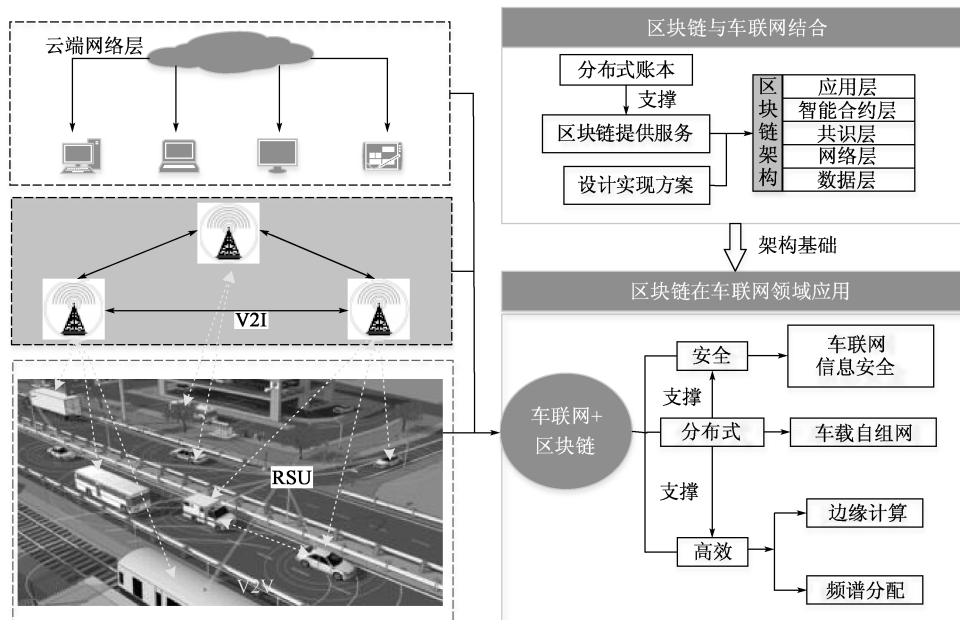 云端网络层
V2I
RSU
V2V
区块链与车联网结合
分布式账本
支撑
区块链提供服务
设计实现方案
区块链架构
应用层
智能合约层
共识层
网络层
数据层
架构基础
区块链在车联网领域应用
车联网+
区块链
安全
支撑
分布式
支撑
高效
车联网
信息安全
车载自组网
边缘计算
频谱分配